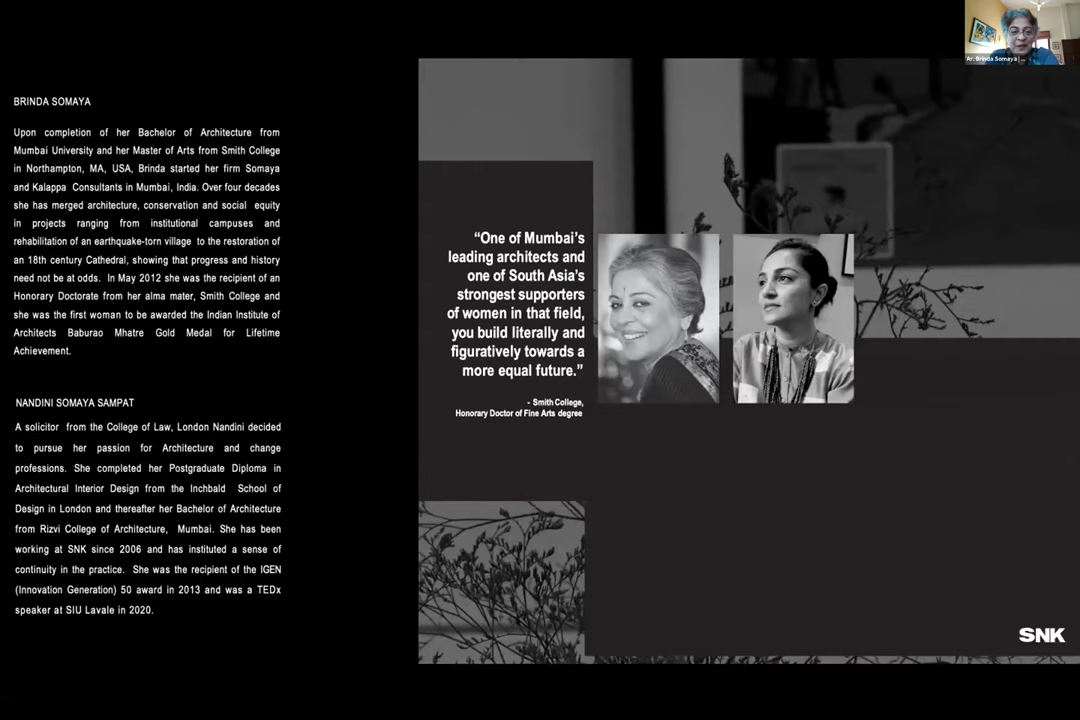 Ar. Brinda Somaya |
BRINDA SOMAYA
Upon completion of her Bachelor of Architecture from
Mumbai University and her Master of Arts from Smith College
in Northampton, MA, USA, Brinda started her firm Somaya
and Kalappa Consultants in Mumbai, India. Over four decades
she has merged architecture, conservation and social equity
in projects ranging from institutional campuses and
rehabilitation of an earthquake-torn village to the restoration of
an 18th century Cathedral, showing that progress and history
need not be at odds. In May 2012 she was the recipient of an
Honorary Doctorate from her alma mater, Smith College and
she was the first woman to be awarded the Indian Institute of
Architects Baburao Mhatre Gold Medal for Lifetime
Achievement.
NANDINI SOMAYA SAMPAT
A solicitor from the College of Law, London Nandini decided
to pursue her passion for Architecture and change
professions. She completed her Postgraduate Diploma in
Architectural Interior Design from the Inchbald School of
Design in London and thereafter her Bachelor of Architecture
from Rizvi College of Architecture, Mumbai. She has been
working at SNK since 2006 and has instituted a sense of
continuity in the practice. She was the recipient of the IGEN
(Innovation Generation) 50 award in 2013 and was a TEDx
speaker at SIU Lavale in 2020.
“One of Mumbai’s
leading architects and
one of South Asia’s
strongest supporters
of women in that field,
you build literally and
figuratively towards a
more equal future.”
- Smith College,
Honorary Doctor of Fine Arts degree
SNK